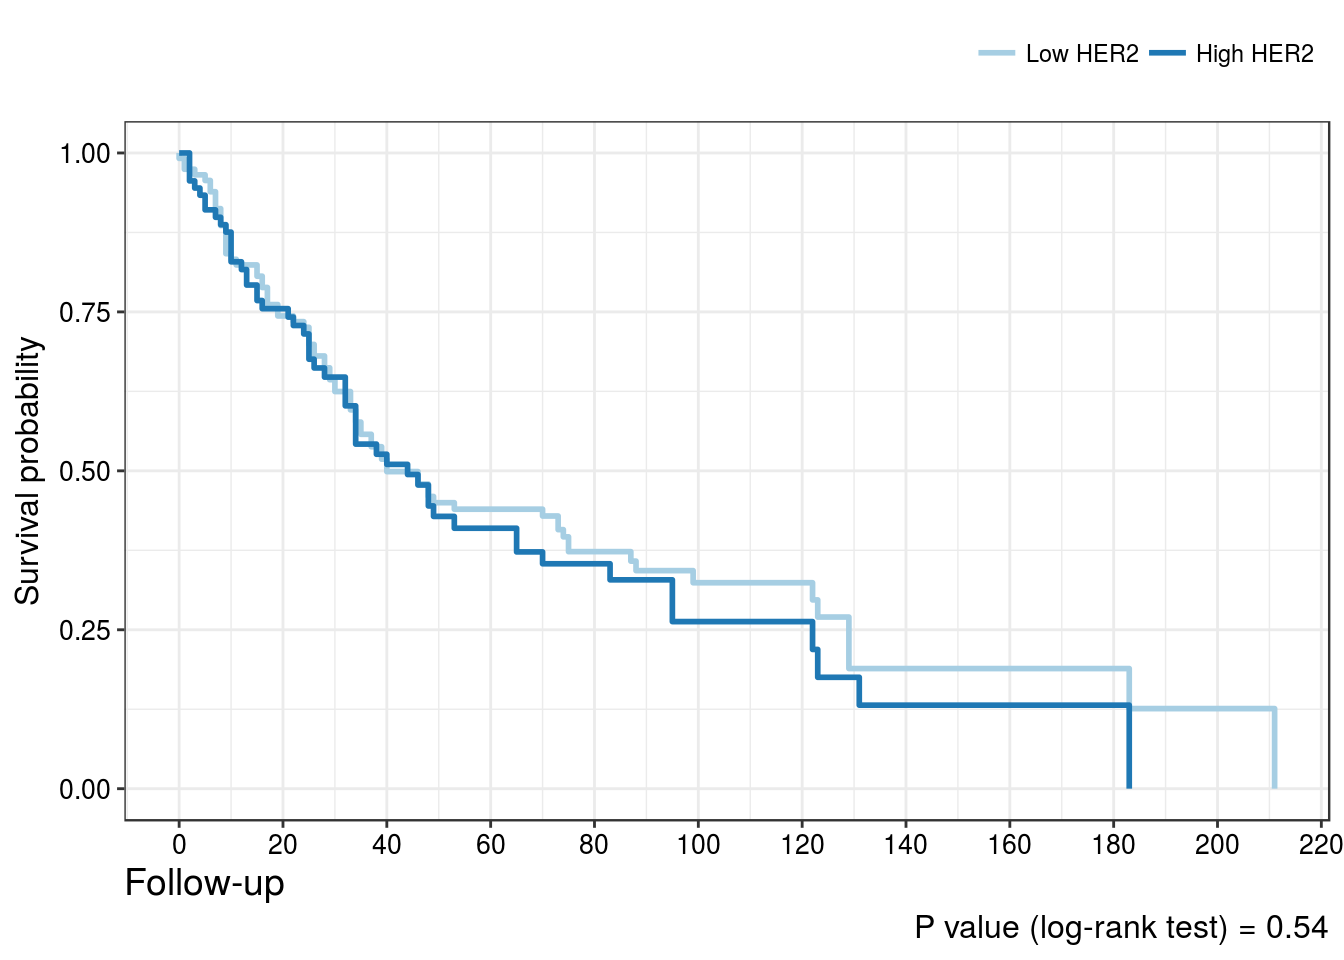 Low HER2 High HER2
Survival probability
1.00
0.75
0.50
0.25
0.00
0 20 40 60 80 100 120 140 160 180 200 220
Follow-up
P value (log-rank test) = 0.54